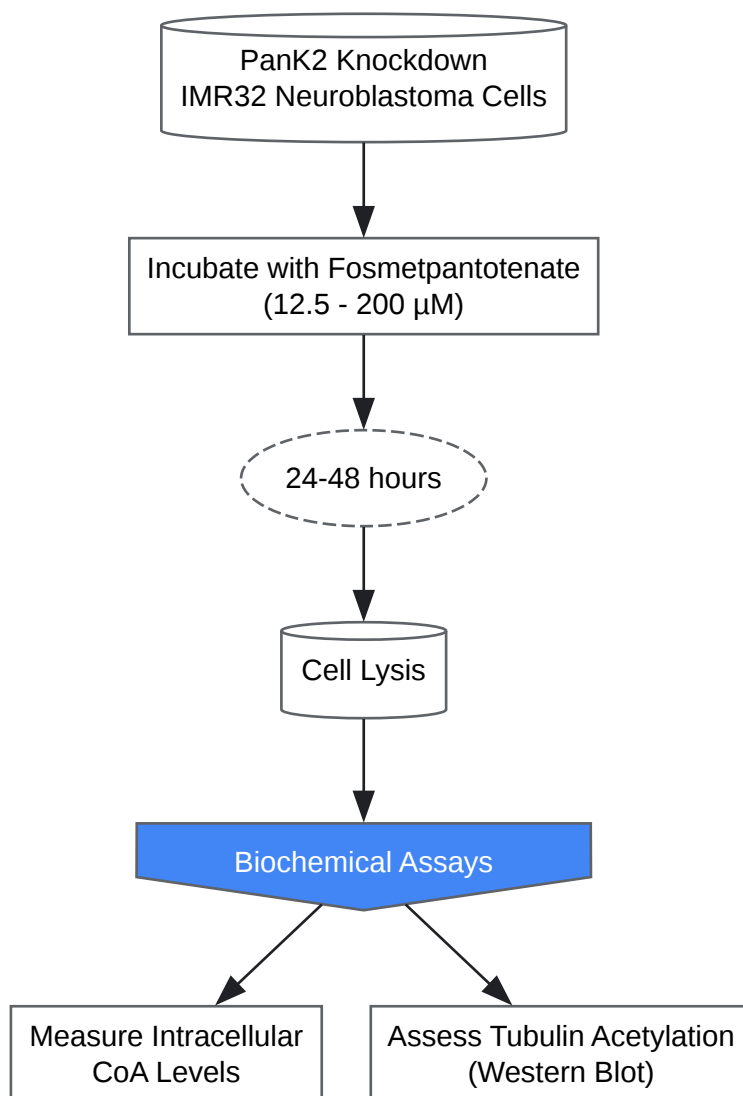 PanK2 Knockdown
IMR32 Neuroblastoma Cells
Incubate with Fosmetpantotenate
(12.5 - 200 µM)
24-48 hours
Cell Lysis
Biochemical Assays
Measure Intracellular
CoA Levels
Assess Tubulin Acetylation
(Western Blot)